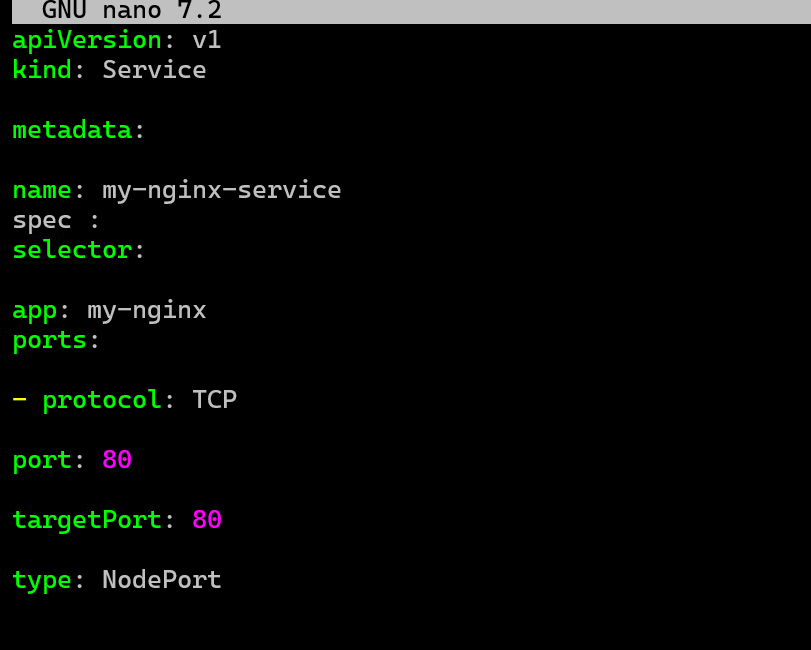 GNU nano 7.2
apiVersion: v1
kind: Service
metadata:
name: my-nginx-service
spec :
selector:
app: my-nginx
ports:
- protocol: TCP
port: 80
targetPort: 80
type: NodePort